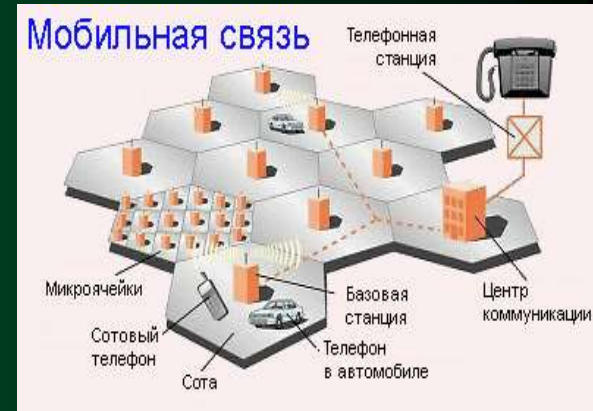 Мобильная связь
Телефонная
станция
Микроячейки
Сотовый
телефон
Сота
Базовая
станция
Телефон
в автомобиле
Центр
коммуникации